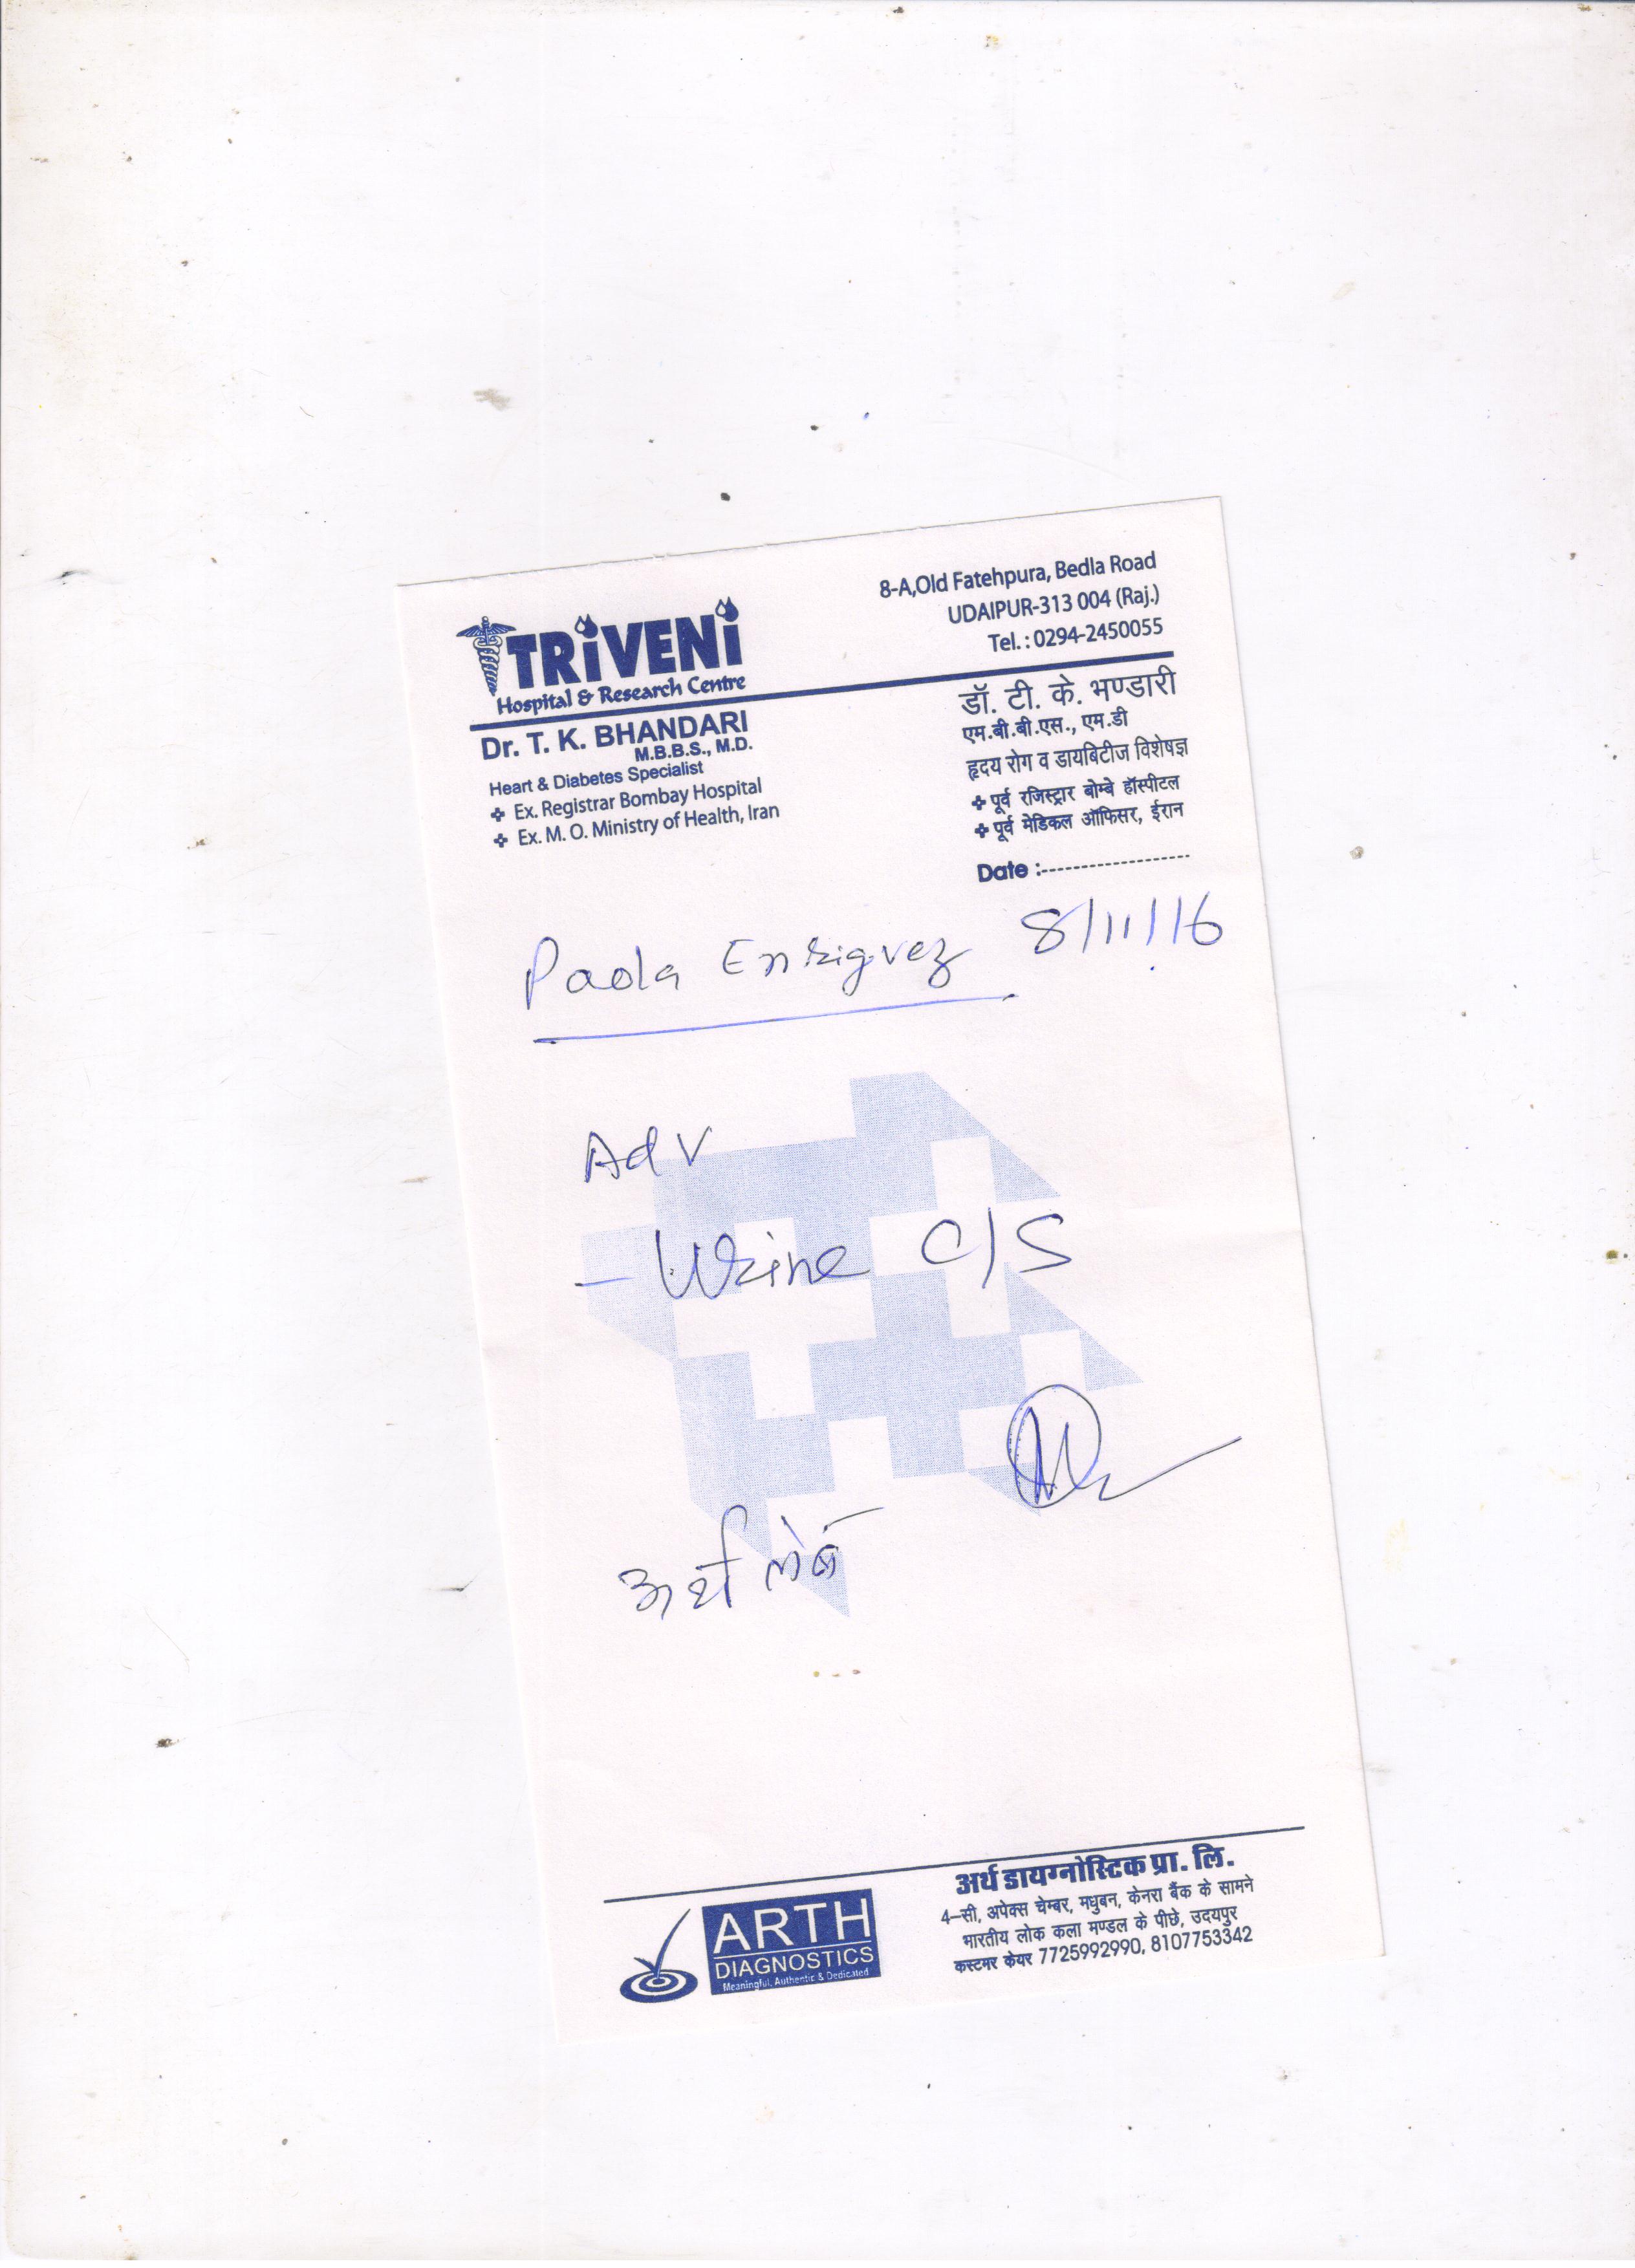 TRIVENI
Hospital & Research Centre
8-A,Old Fatehpura, Bedla Road
UDAIPUR-313 004 (Raj.)
Tel. : 0294-2450055
Dr. T. K. BHANDARI
M.B.B.S., M.D.
Heart & Diabetes Specialist
Ex. Registrar Bombay Hospital
Ex. M. O. Ministry of Health, Iran
डॉ. टी. के. भण्डारी
एम.बी.बी.एस., एम.डी
हृदय रोग व डायबिटीज विशेषज्ञ
पूर्व रजिस्ट्रार बोम्बे हॉस्पीटल
पूर्व मेडिकल ऑफिसर, ईरान
Date :-------------------
8/11/16
Paola Enriqvez
Adv
- Urine C/S
अर्थ लेब
ARTH
DIAGNOSTICS
Meaningful, Authentic & Dedicated
अर्थ डायग्नोस्टिक प्रा. लि.
4-सी, अपेक्स चेम्बर, मधुबन, केनरा बैंक के सामने
भारतीय लोक कला मण्डल के पीछे, उदयपुर
कस्टमर केयर 7725992990, 8107753342